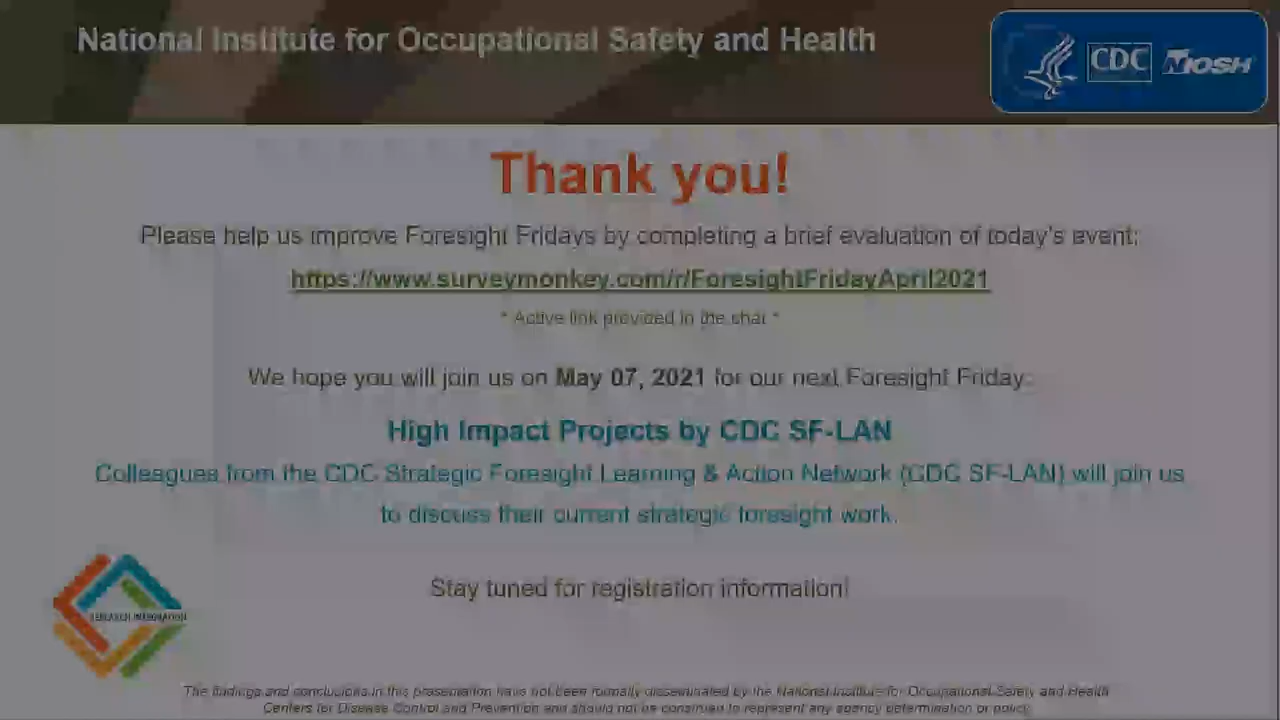 National Institute for Occupational Safety and Health
CDC NIOSH
Thank you!
Please help us improve Foresight Fridays by completing a brief evaluation of today's event:
https://www.surveymonkey.com/r/ForesightFridayApril2021
* Active link provided in the chat *
We hope you will join us on May 07, 2021 for our next Foresight Friday:
High Impact Projects by CDC SF-LAN
Colleagues from the CDC Strategic Foresight Learning & Action Network (CDC SF-LAN) will join us
to discuss their current strategic foresight work.
Stay tuned for registration information!
RESEARCH INTEGRATION
The findings and conclusions in this presentation have not been formally disseminated by the National Institute for Occupational Safety and Health
Centers for Disease Control and Prevention and should not be construed to represent any agency determination or policy.